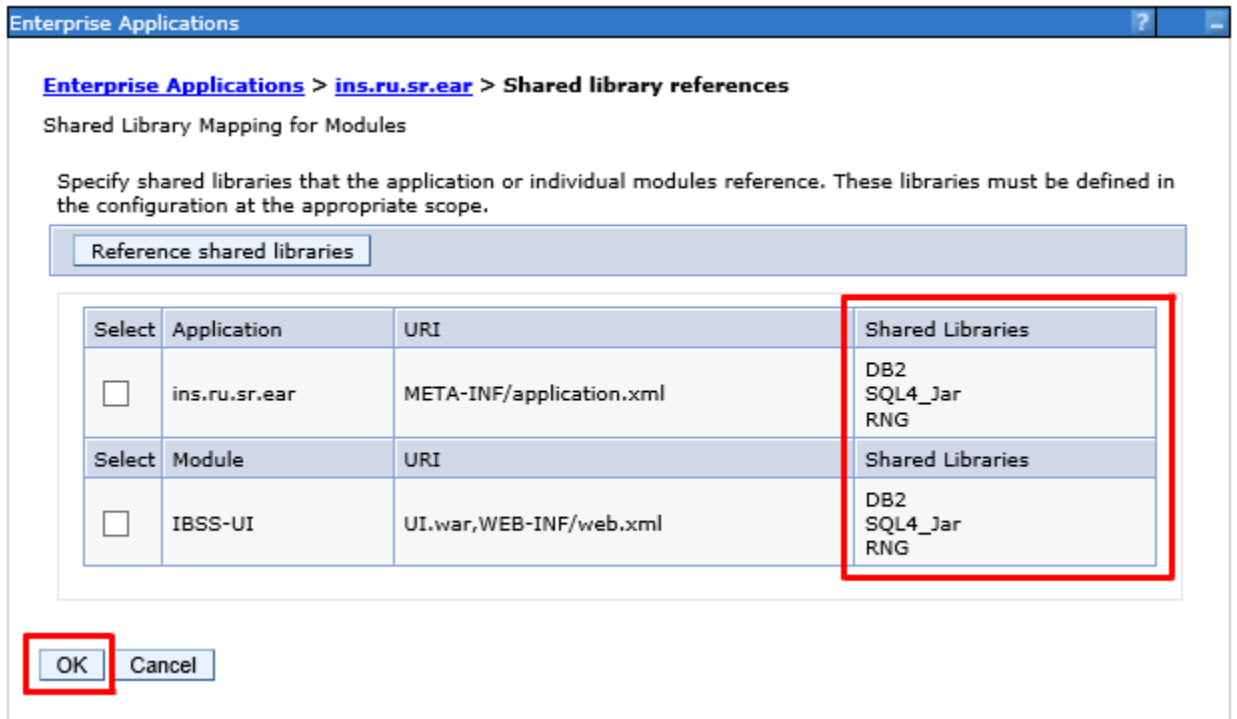 Enterprise Applications ? –
Enterprise Applications > ins.ru.sr.ear > Shared library references
Shared Library Mapping for Modules
Specify shared libraries that the application or individual modules reference. These libraries must be defined in
the configuration at the appropriate scope.
Reference shared libraries
Select Application URI Shared Libraries
ins.ru.sr.ear META-INF/application.xml DB2
SQL4_Jar
RNG
Select Module URI Shared Libraries
IBSS-UI UI.war,WEB-INF/web.xml DB2
SQL4_Jar
RNG
OK Cancel